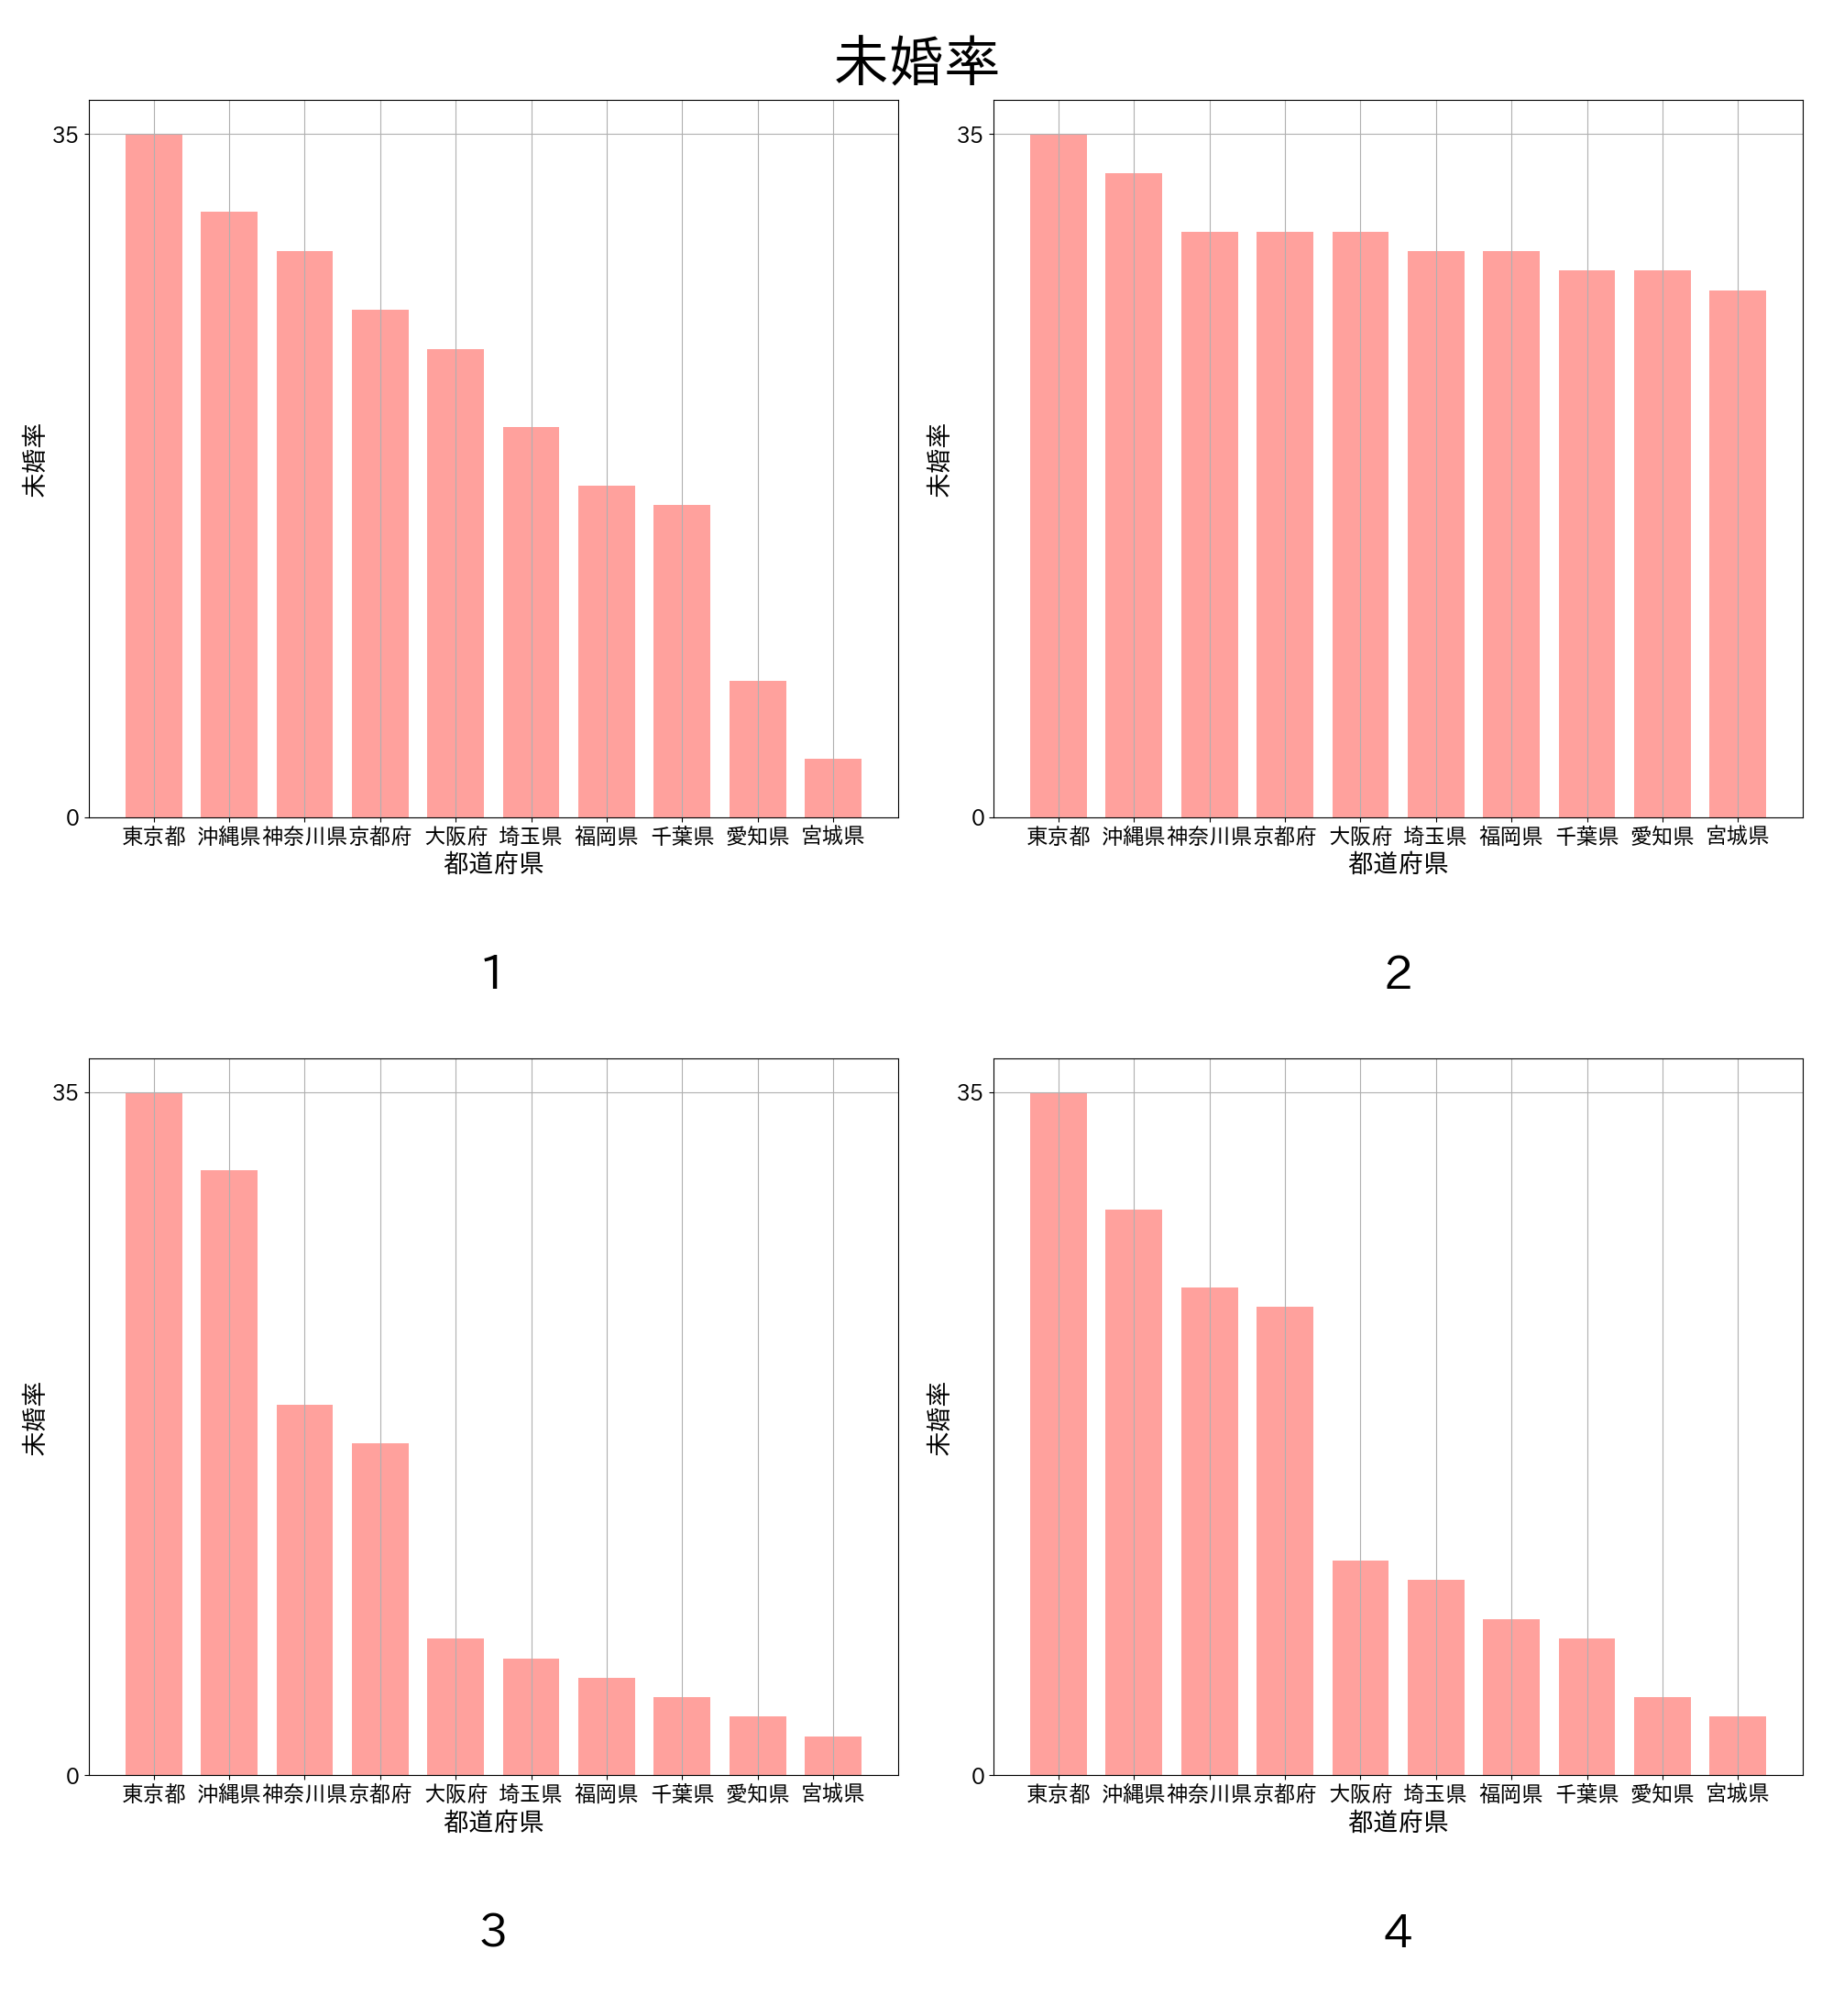 未婚率
35
0
未婚率
東京都 沖縄県 神奈川県 京都府 大阪府 埼玉県 福岡県 千葉県 愛知県 宮城県
都道府県
1
35
0
未婚率
東京都 沖縄県 神奈川県 京都府 大阪府 埼玉県 福岡県 千葉県 愛知県 宮城県
都道府県
2
35
0
未婚率
東京都 沖縄県 神奈川県 京都府 大阪府 埼玉県 福岡県 千葉県 愛知県 宮城県
都道府県
3
35
0
未婚率
東京都 沖縄県 神奈川県 京都府 大阪府 埼玉県 福岡県 千葉県 愛知県 宮城県
都道府県
4